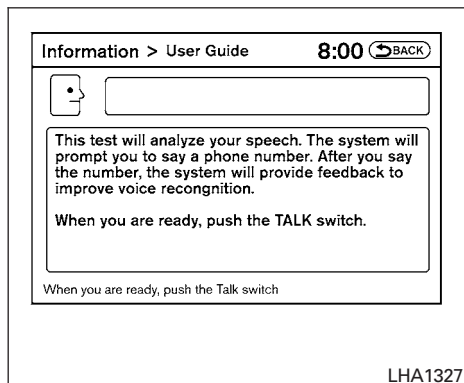 Information > User Guide 8:00 BACK
This test will analyze your speech. The system will
prompt you to say a phone number. After you say
the number, the system will provide feedback to
improve voice recongnition.
When you are ready, push the TALK switch.
When you are ready, push the Talk switch
LHA1327